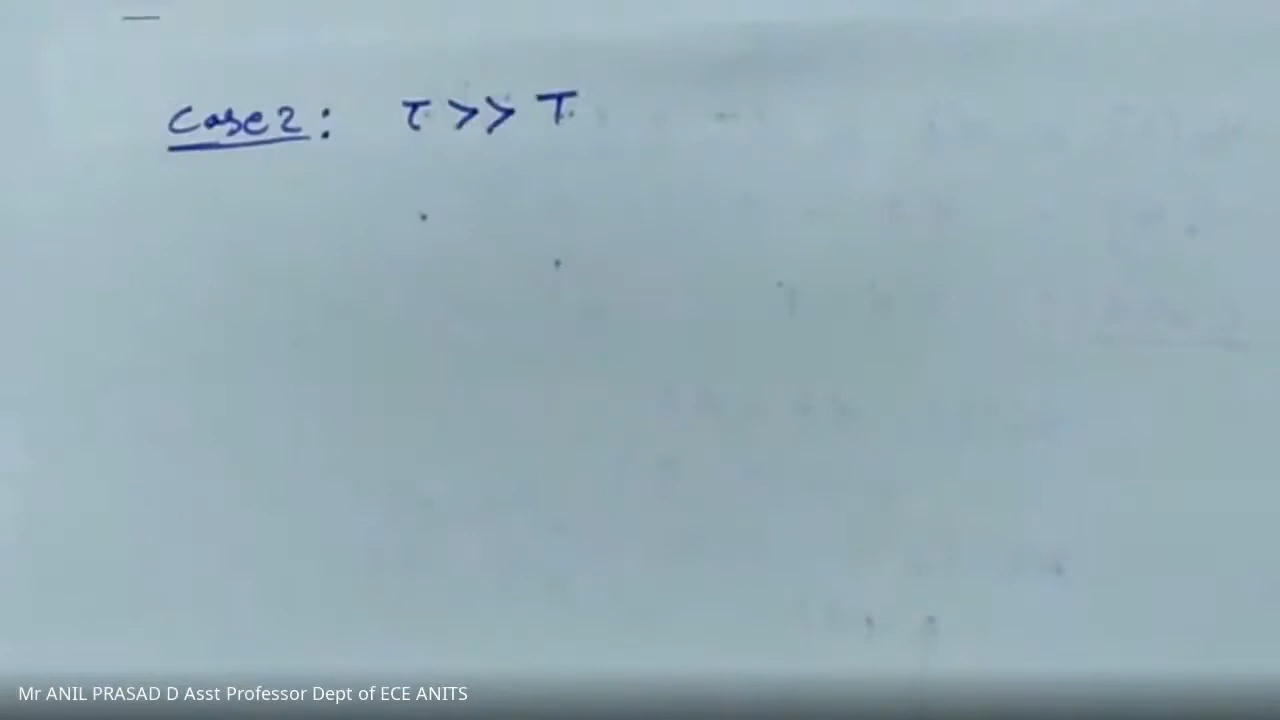 Case 2: τ >> T
Mr ANIL PRASAD D Asst Professor Dept of ECE ANITS